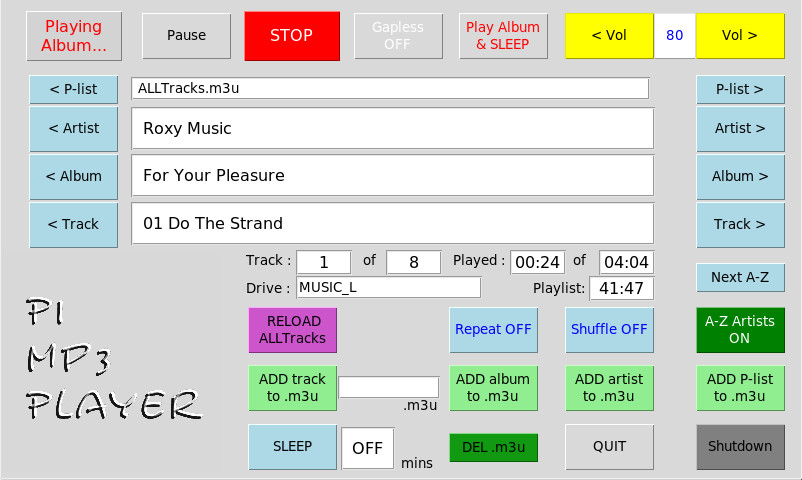 Playing Album... Pause STOP Gapless OFF Play Album & SLEEP < Vol 80 Vol >
< P-list ALLTracks.m3u P-list >
< Artist Roxy Music Artist >
< Album For Your Pleasure Album >
< Track 01 Do The Strand Track >
Track : 1 of 8 Played : 00:24 of 04:04
Next A-Z
Drive : MUSIC_L Playlist: 41:47
PI
MP3
PLAYER
RELOAD ALLTracks Repeat OFF Shuffle OFF A-Z Artists ON
ADD track to .m3u .m3u ADD album to .m3u ADD artist to .m3u ADD P-list to .m3u
SLEEP OFF mins DEL .m3u QUIT Shutdown